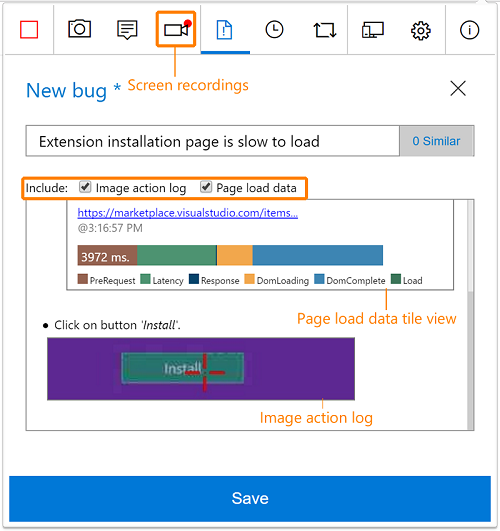 Screen recordings
New bug *
Extension installation page is slow to load
0 Similar
Include: Image action log Page load data
https://marketplace.visualstudio.com/items...
@3:16:57 PM
3972 ms.
PreRequest Latency Response DomLoading DomComplete Load
Page load data tile view
• Click on button 'Install'.
Install
Image action log
Save